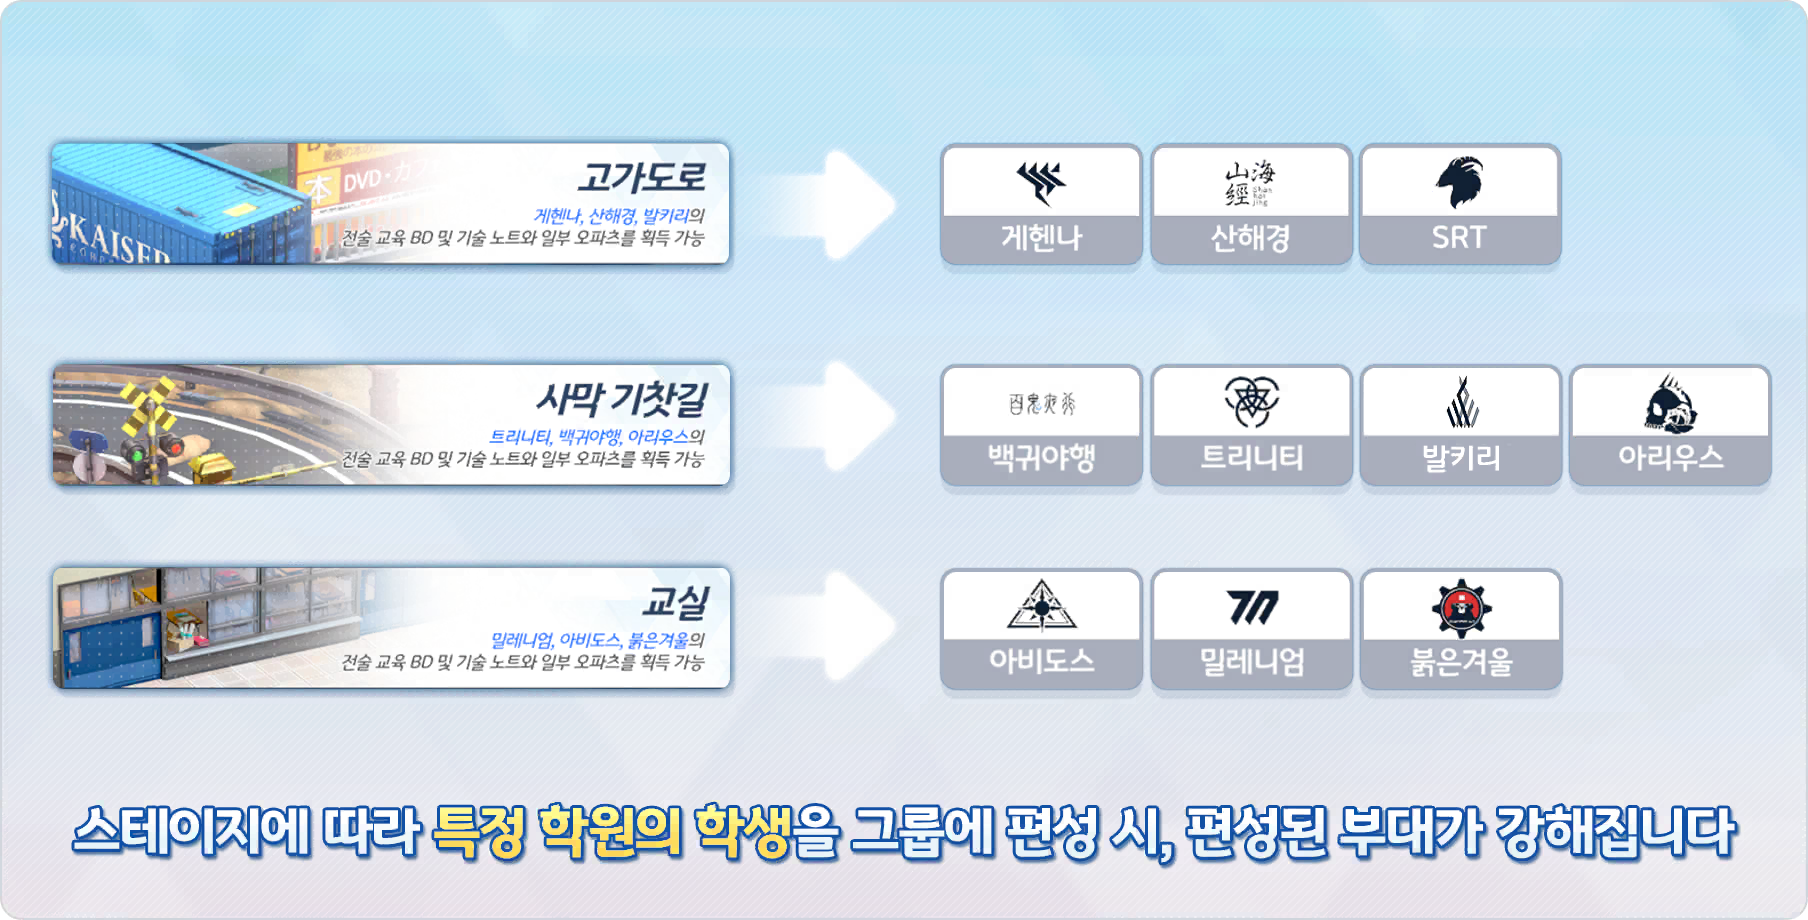 本 DVD・カ
KAISER
고가도로
게헨나, 산해경, 발키리의
전술 교육 BD 및 기술 노트와 일부 오파츠를 획득 가능
山海經
Shan
hai
jing
게헨나
산해경
SRT
사막 기찻길
트리니티, 백귀야행, 아리우스의
전술 교육 BD 및 기술 노트와 일부 오파츠를 획득 가능
百鬼夜行
백귀야행
트리니티
발키리
아리우스
교실
밀레니엄, 아비도스, 붉은겨울의
전술 교육 BD 및 기술 노트와 일부 오파츠를 획득 가능
아비도스
밀레니엄
붉은겨울
스테이지에 따라 특정 학원의 학생을 그룹에 편성 시, 편성된 부대가 강해집니다